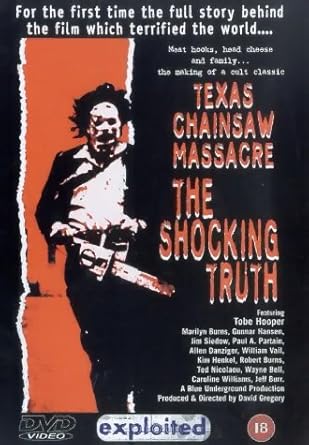 For the first time the full story behind
the film which terrified the world....
Meat hooks, head cheese
and family...
... the making of a cult classic
TEXAS
CHAINSAW
MASSACRE
THE
SHOCKING
TRUTH
Featuring
Tobe Hooper
Marilyn Burns, Gunnar Hansen,
Jim Siedow, Paul A. Partain,
Allen Danziger, William Vail,
Kim Henkel, Robert Burns,
Ted Nicolaou, Wayne Bell,
Caroline Williams, Jeff Burr.
A Blue Underground Production
Produced & Directed by David Gregory
DVD
VIDEO
exploited
18